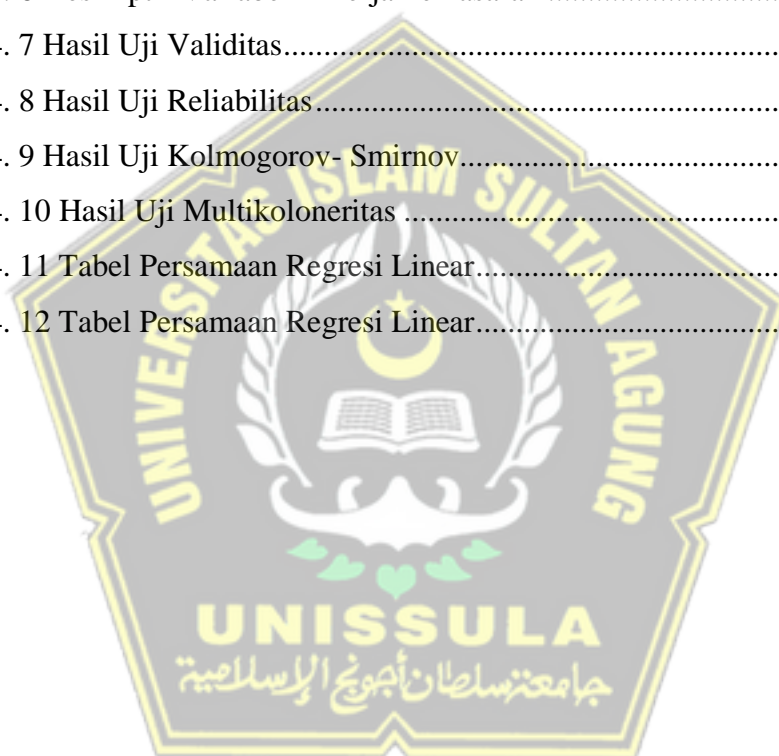 . 7 Hasil Uji Validitas
. 8 Hasil Uji Reliabilitas
. 9 Hasil Uji Kolmogorov- Smirnov
. 10 Hasil Uji Multikoloneritas
. 11 Tabel Persamaan Regresi Linear
. 12 Tabel Persamaan Regresi Linear
UNIVERSITAS ISLAM SULTAN AGUNG
UNISSULA
جامعة سلطان أجونج الإسلامية